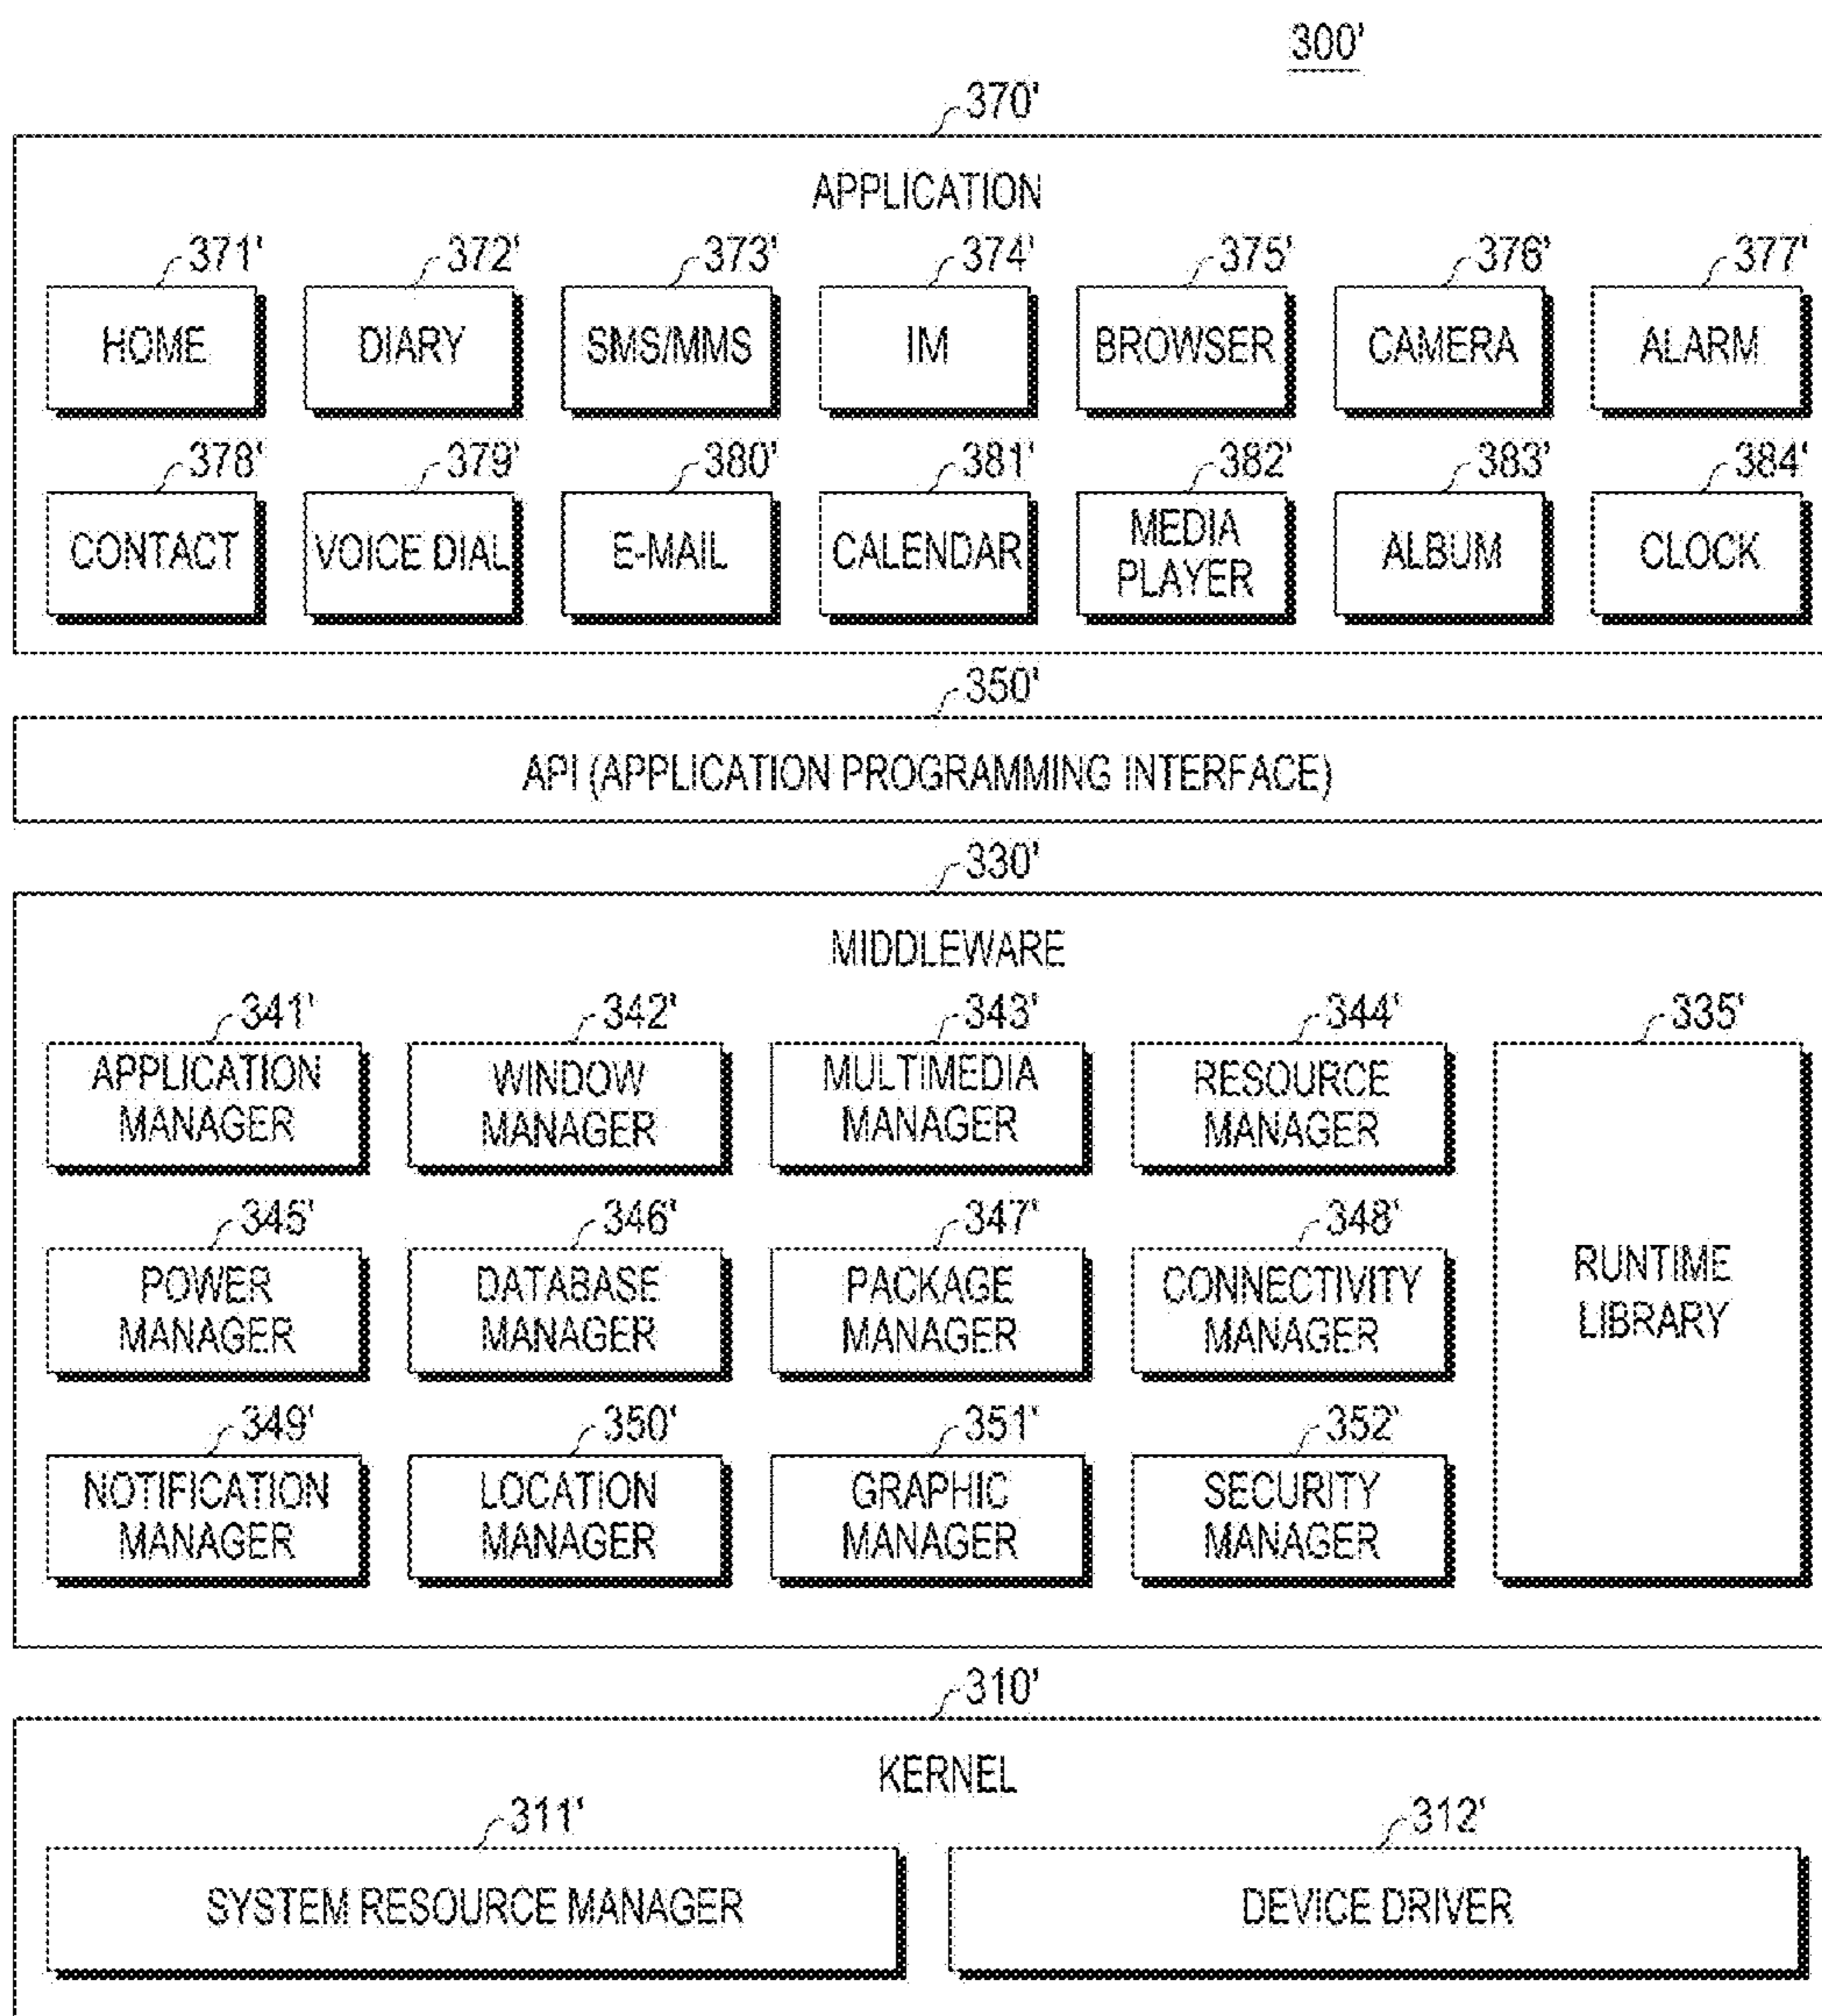 300'
370'
APPLICATION
371' 372' 373' 374' 375' 376' 377'
HOME DIARY SMS/MMS IM BROWSER CAMERA ALARM
378' 379' 380' 381' 382' 383' 384'
CONTACT VOICE DIAL E-MAIL CALENDAR MEDIA PLAYER ALBUM CLOCK
350'
API (APPLICATION PROGRAMMING INTERFACE)
330'
MIDDLEWARE
341' 342' 343' 344' 335'
APPLICATION WINDOW MULTIMEDIA RESOURCE
MANAGER MANAGER MANAGER MANAGER
345' 346' 347' 348'
POWER DATABASE PACKAGE CONNECTIVITY
MANAGER MANAGER MANAGER MANAGER
RUNTIME
LIBRARY
349' 350' 351' 352'
NOTIFICATION LOCATION GRAPHIC SECURITY
MANAGER MANAGER MANAGER MANAGER
310'
KERNEL
311' 312'
SYSTEM RESOURCE MANAGER DEVICE DRIVER